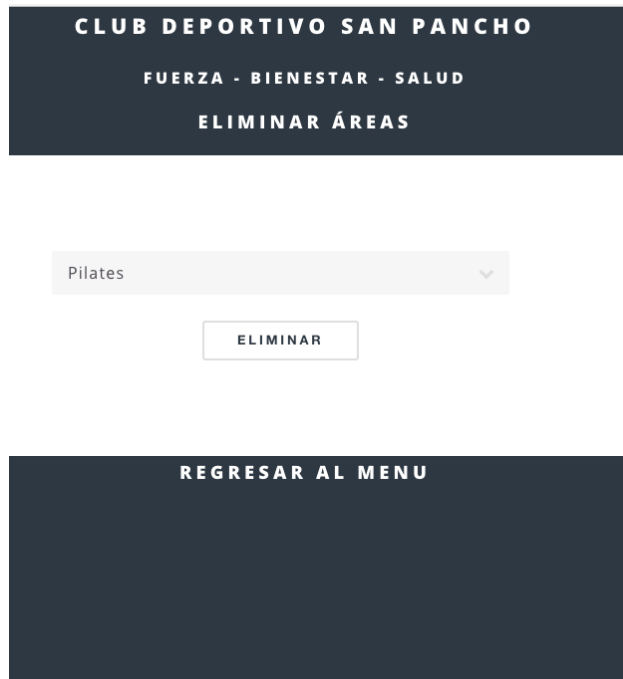 CLUB DEPORTIVO SAN PANCHO
FUERZA - BIENESTAR - SALUD
ELIMINAR ÁREAS
Pilates
ELIMINAR
REGRESAR AL MENU